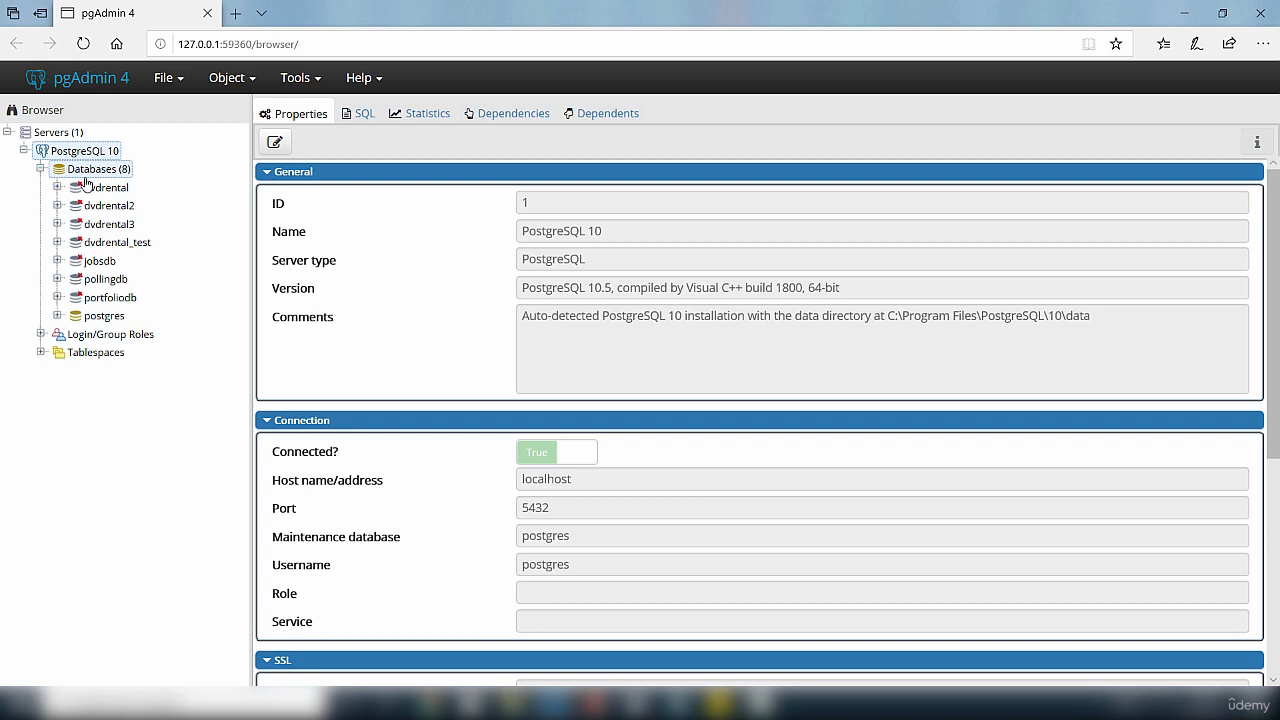 pgAdmin 4
127.0.0.1:59360/browser/
pgAdmin 4 File Object Tools Help
Browser
Servers (1)
PostgreSQL 10
Databases (8)
dvdrental2
dvdrental3
dvdrental_test
jobsdb
pollingdb
portfoliodb
postgres
Login/Group Roles
Tablespaces
Properties SQL Statistics Dependencies Dependents
General
ID 1
Name PostgreSQL 10
Server type PostgreSQL
Version PostgreSQL 10.5, compiled by Visual C++ build 1800, 64-bit
Comments Auto-detected PostgreSQL 10 installation with the data directory at C:\Program Files\PostgreSQL\10\data
Connection
Connected? True
Host name/address localhost
Port 5432
Maintenance database postgres
Username postgres
Role
Service
SSL
ûdemy